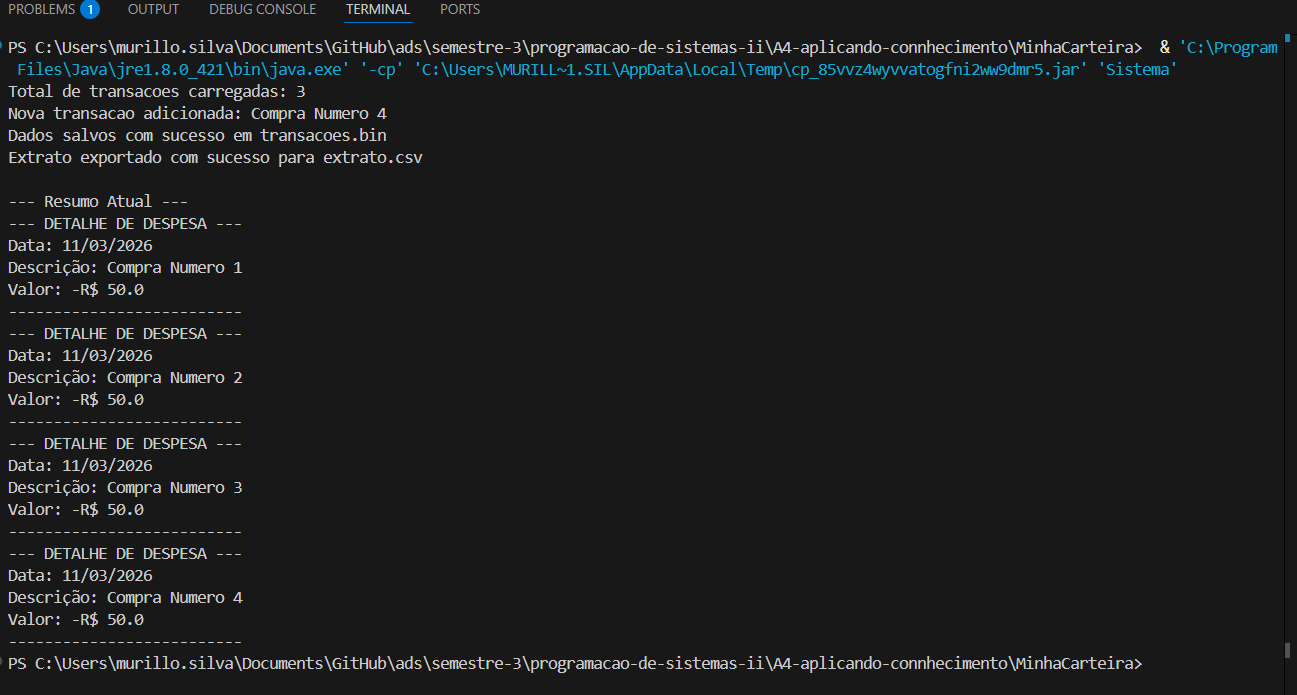 PROBLEMS 1 OUTPUT DEBUG CONSOLE TERMINAL PORTS
PS C:\Users\murillo.silva\Documents\GitHub\ads\semestre-3\programacao-de-sistemas-ii\A4-aplicando-connhecimento\MinhaCarteira>  & 'C:\Program
 Files\Java\jre1.8.0_421\bin\java.exe' '-cp' 'C:\Users\MURILL~1.SIL\AppData\Local\Temp\cp_85vvz4wyvvatogfni2ww9dmr5.jar' 'Sistema'
Total de transacoes carregadas: 3
Nova transacao adicionada: Compra Numero 4
Dados salvos com sucesso em transacoes.bin
Extrato exportado com sucesso para extrato.csv

--- Resumo Atual ---
--- DETALHE DE DESPESA ---
Data: 11/03/2026
Descrição: Compra Numero 1
Valor: -R$ 50.0
--------------------------
--- DETALHE DE DESPESA ---
Data: 11/03/2026
Descrição: Compra Numero 2
Valor: -R$ 50.0
--------------------------
--- DETALHE DE DESPESA ---
Data: 11/03/2026
Descrição: Compra Numero 3
Valor: -R$ 50.0
--------------------------
--- DETALHE DE DESPESA ---
Data: 11/03/2026
Descrição: Compra Numero 4
Valor: -R$ 50.0
--------------------------
PS C:\Users\murillo.silva\Documents\GitHub\ads\semestre-3\programacao-de-sistemas-ii\A4-aplicando-connhecimento\MinhaCarteira>